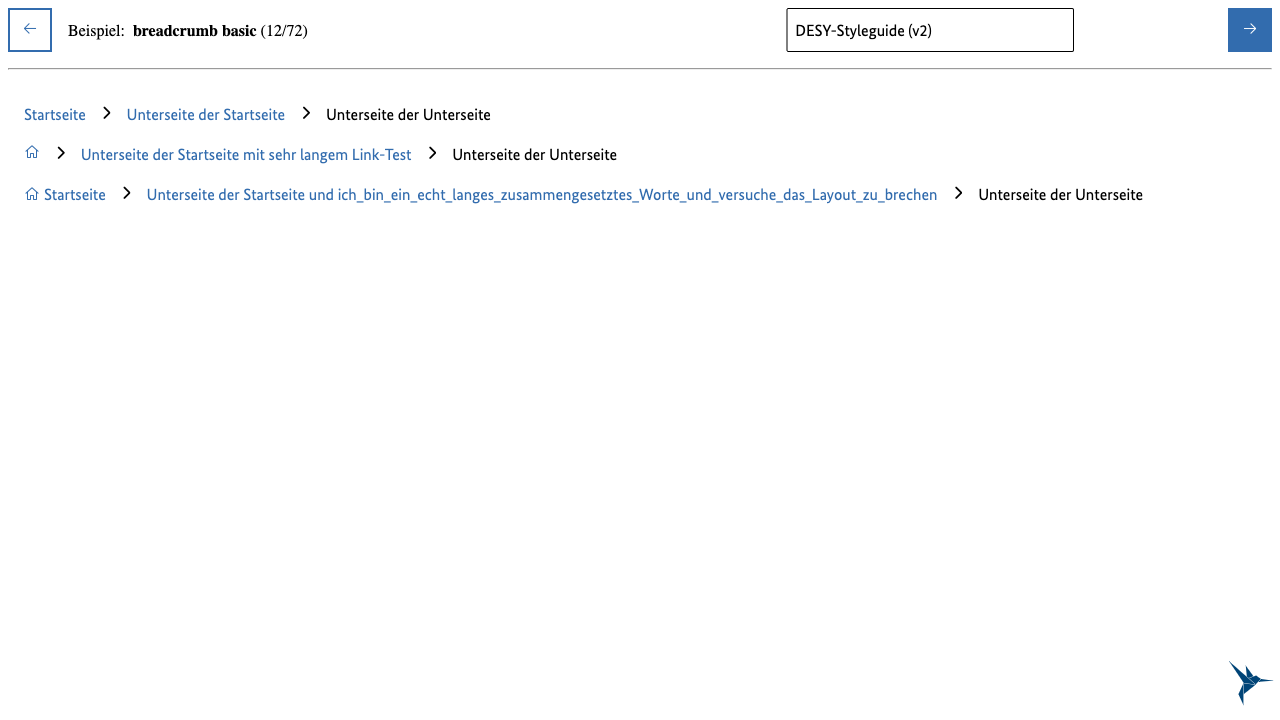 Beispiel: breadcrumb basic (12/72)
DESY-Styleguide (v2)
Startseite Unterseite der Startseite Unterseite der Unterseite
Unterseite der Startseite mit sehr langem Link-Test Unterseite der Unterseite
Startseite Unterseite der Startseite und ich_bin_ein_echt_langes_zusammengesetztes_Worte_und_versuche_das_Layout_zu_brechen Unterseite der Unterseite